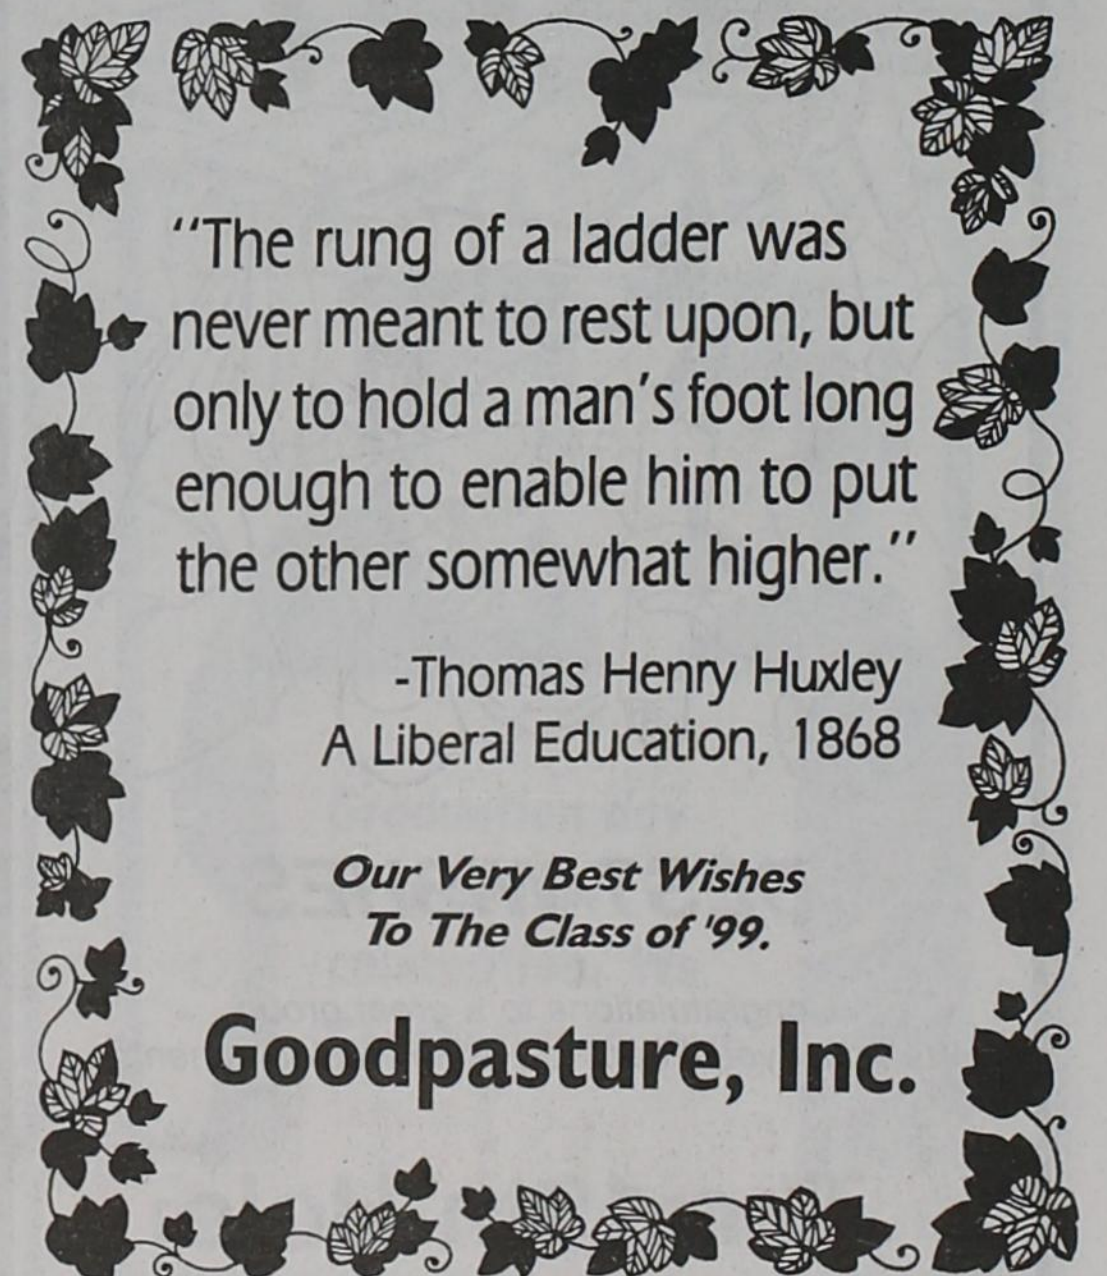 "The rung of a ladder was
never meant to rest upon, but
only to hold a man's foot long
enough to enable him to put
the other somewhat higher."
-Thomas Henry Huxley
A Liberal Education, 1868
Our Very Best Wishes
To The Class of '99.
Goodpasture, Inc.